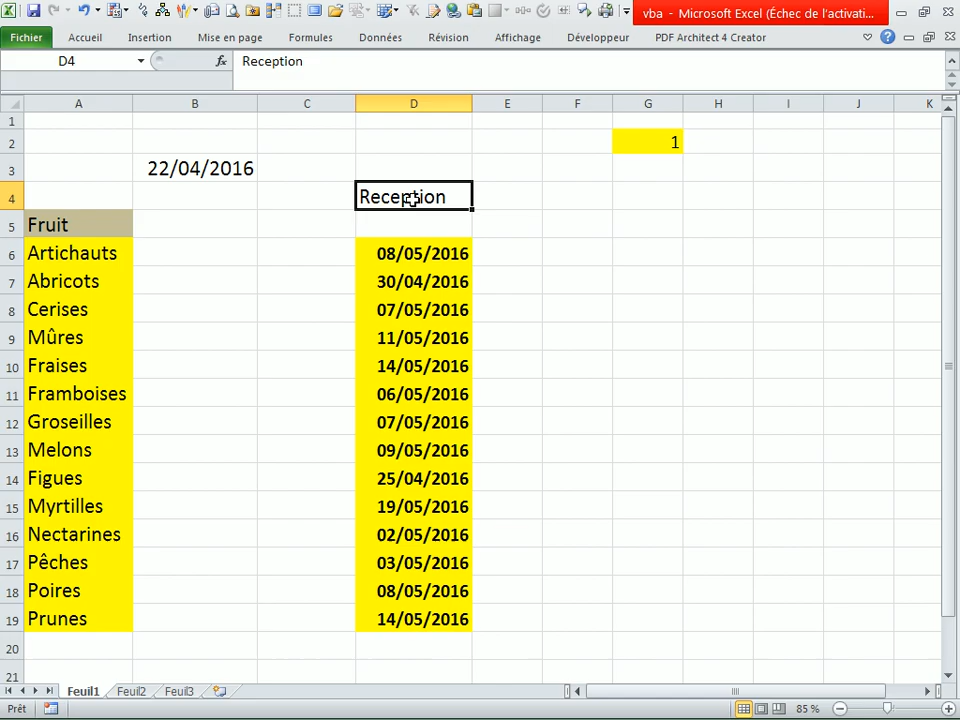 vba - Microsoft Excel (Échec de l'activati...
Fichier Accueil Insertion Mise en page Formules Données Révision Affichage Développeur PDF Architect 4 Creator
D4 fx Reception
A B C D E F G H I J K
1
2 1
3 22/04/2016
4 Reception
5 Fruit
6 Artichauts 08/05/2016
7 Abricots 30/04/2016
8 Cerises 07/05/2016
9 Mûres 11/05/2016
10 Fraises 14/05/2016
11 Framboises 06/05/2016
12 Groseilles 07/05/2016
13 Melons 09/05/2016
14 Figues 25/04/2016
15 Myrtilles 19/05/2016
16 Nectarines 02/05/2016
17 Pêches 03/05/2016
18 Poires 08/05/2016
19 Prunes 14/05/2016
20
21
Feuil1 Feuil2 Feuil3
Prêt 85 %